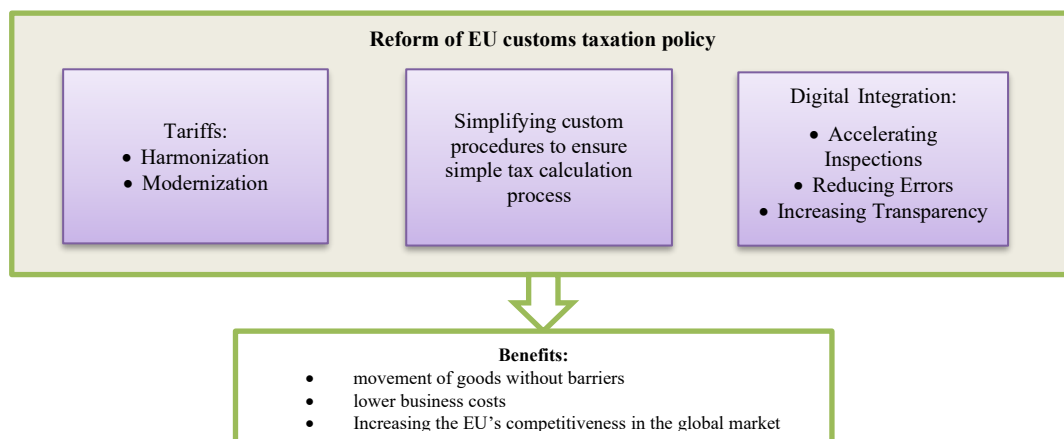 Reform of EU customs taxation policy
Tariffs:
• Harmonization
• Modernization
Simplifying custom
procedures to ensure
simple tax calculation
process
Digital Integration:
• Accelerating
Inspections
• Reducing Errors
• Increasing Transparency
Benefits:
• movement of goods without barriers
• lower business costs
• Increasing the EU’s competitiveness in the global market